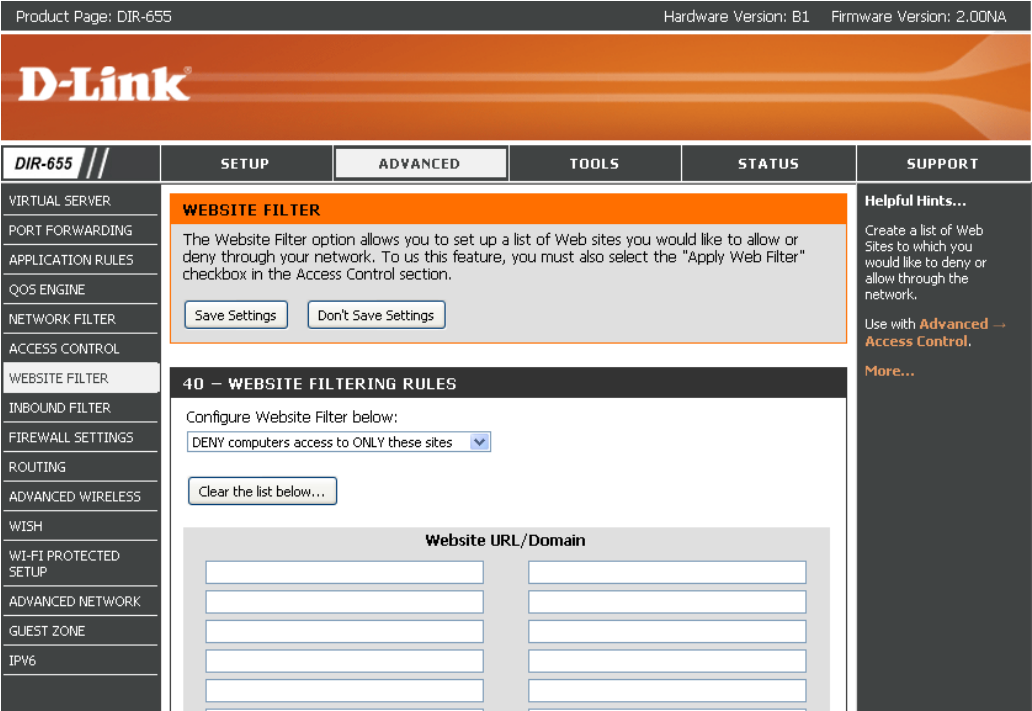 Product Page: DIR-655
Hardware Version: B1
Firmware Version: 2.00NA
D-Link®
DIR-655
SETUP
ADVANCED
TOOLS
STATUS
SUPPORT
VIRTUAL SERVER
PORT FORWARDING
APPLICATION RULES
QOS ENGINE
NETWORK FILTER
ACCESS CONTROL
WEBSITE FILTER
INBOUND FILTER
FIREWALL SETTINGS
ROUTING
ADVANCED WIRELESS
WISH
WI-FI PROTECTED
SETUP
ADVANCED NETWORK
GUEST ZONE
IPV6
WEBSITE FILTER
The Website Filter option allows you to set up a list of Web sites you would like to allow or
deny through your network. To us this feature, you must also select the "Apply Web Filter"
checkbox in the Access Control section.
Save Settings
Don't Save Settings
40 – WEBSITE FILTERING RULES
Configure Website Filter below:
DENY computers access to ONLY these sites
Clear the list below...
Website URL/Domain
Helpful Hints...
Create a list of Web
Sites to which you
would like to deny or
allow through the
network.
Use with Advanced →
Access Control.
More...